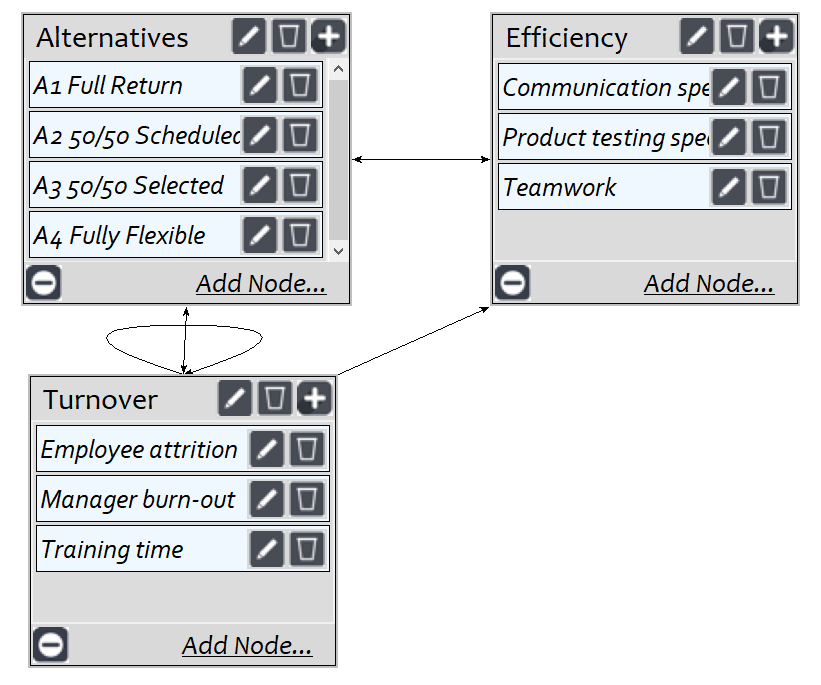 Alternatives
A1 Full Return
A2 50/50 Scheduled
A3 50/50 Selected
A4 Fully Flexible
Add Node...
Efficiency
Communication spe
Product testing spe
Teamwork
Add Node...
Turnover
Employee attrition
Manager burn-out
Training time
Add Node...